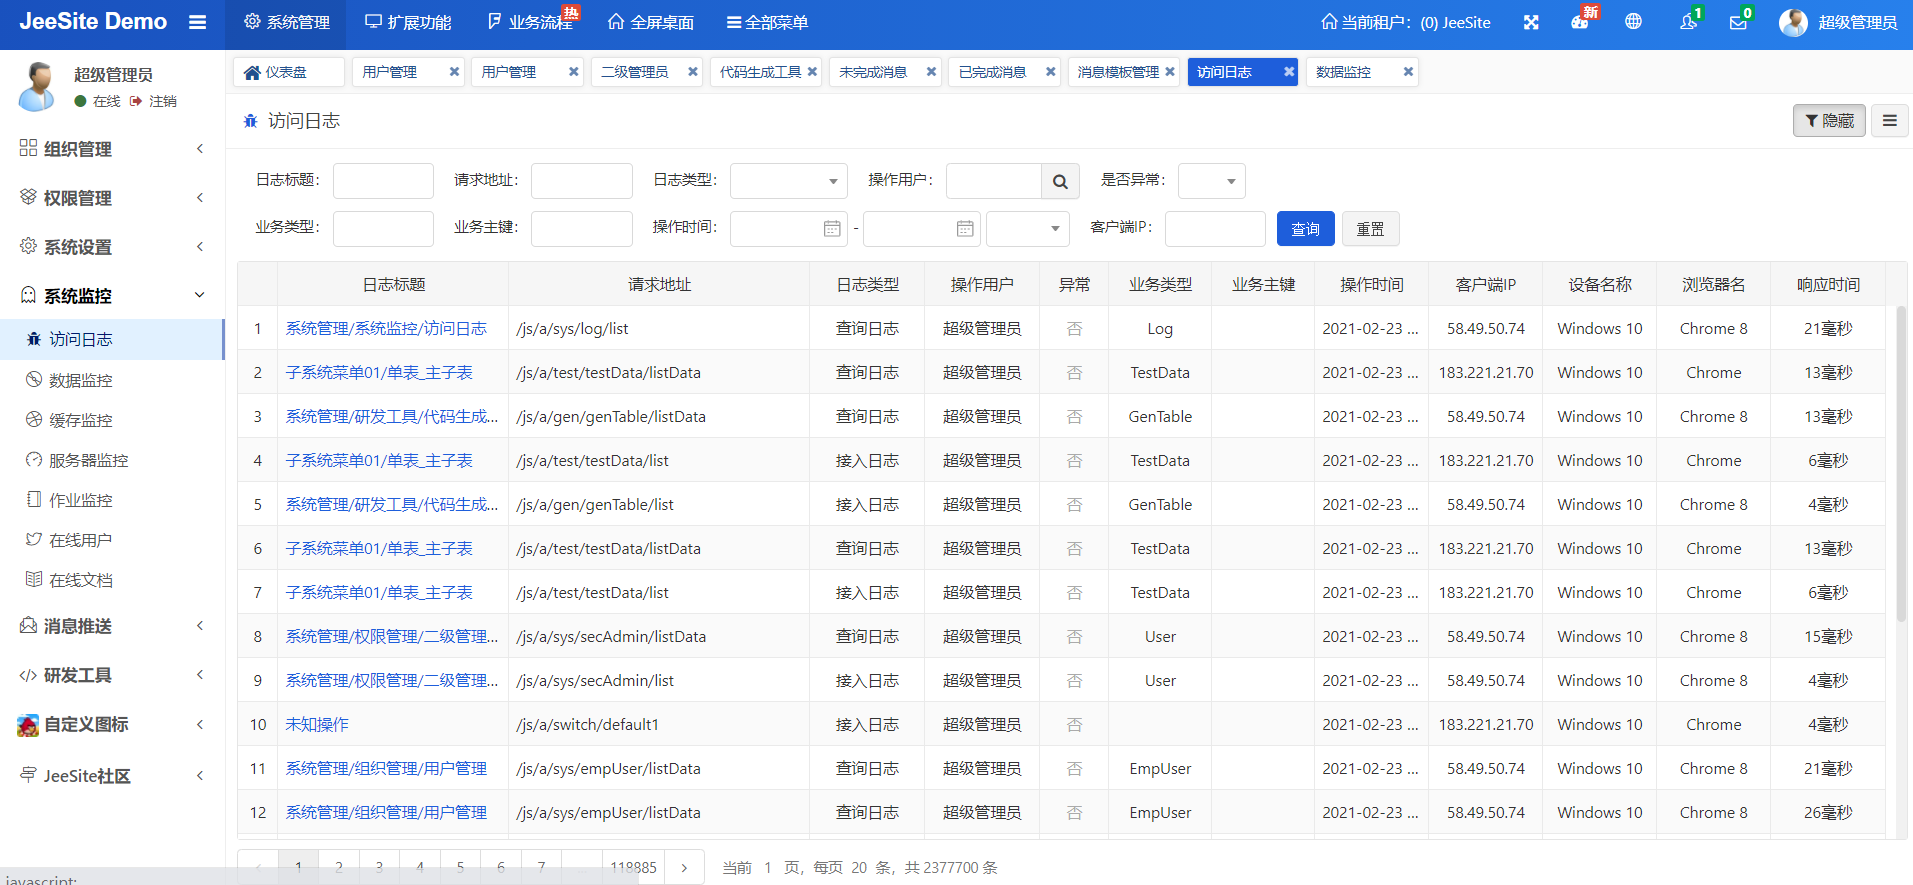 JeeSite Demo 系统管理 扩展功能 业务流程 热 全屏桌面 全部菜单 当前租户：(0) JeeSite 新 1 0 超级管理员
仪表盘 用户管理 用户管理 二级管理员 代码生成工具 未完成消息 已完成消息 消息模板管理 访问日志 数据监控
超级管理员
在线 注销
组织管理
权限管理
系统设置
系统监控
访问日志
数据监控
缓存监控
服务器监控
作业监控
在线用户
在线文档
消息推送
研发工具
自定义图标
JeeSite社区
访问日志 隐藏
日志标题： 请求地址： 日志类型： 操作用户： 是否异常：
业务类型： 业务主键： 操作时间： - 客户端IP： 查询 重置
日志标题 请求地址 日志类型 操作用户 异常 业务类型 业务主键 操作时间 客户端IP 设备名称 浏览器名 响应时间
1 系统管理/系统监控/访问日志 /js/a/sys/log/list 查询日志 超级管理员 否 Log 2021-02-23 ... 58.49.50.74 Windows 10 Chrome 8 21毫秒
2 子系统菜单01/单表_主子表 /js/a/test/testData/listData 查询日志 超级管理员 否 TestData 2021-02-23 ... 183.221.21.70 Windows 10 Chrome 13毫秒
3 系统管理/研发工具/代码生成... /js/a/gen/genTable/listData 查询日志 超级管理员 否 GenTable 2021-02-23 ... 58.49.50.74 Windows 10 Chrome 8 13毫秒
4 子系统菜单01/单表_主子表 /js/a/test/testData/list 接入日志 超级管理员 否 TestData 2021-02-23 ... 183.221.21.70 Windows 10 Chrome 6毫秒
5 系统管理/研发工具/代码生成... /js/a/gen/genTable/list 接入日志 超级管理员 否 GenTable 2021-02-23 ... 58.49.50.74 Windows 10 Chrome 8 4毫秒
6 子系统菜单01/单表_主子表 /js/a/test/testData/listData 查询日志 超级管理员 否 TestData 2021-02-23 ... 183.221.21.70 Windows 10 Chrome 13毫秒
7 子系统菜单01/单表_主子表 /js/a/test/testData/list 接入日志 超级管理员 否 TestData 2021-02-23 ... 183.221.21.70 Windows 10 Chrome 6毫秒
8 系统管理/权限管理/二级管理... /js/a/sys/secAdmin/listData 查询日志 超级管理员 否 User 2021-02-23 ... 58.49.50.74 Windows 10 Chrome 8 15毫秒
9 系统管理/权限管理/二级管理... /js/a/sys/secAdmin/list 接入日志 超级管理员 否 User 2021-02-23 ... 58.49.50.74 Windows 10 Chrome 8 4毫秒
10 未知操作 /js/a/switch/default1 接入日志 超级管理员 否 2021-02-23 ... 183.221.21.70 Windows 10 Chrome 4毫秒
11 系统管理/组织管理/用户管理 /js/a/sys/empUser/listData 查询日志 超级管理员 否 EmpUser 2021-02-23 ... 58.49.50.74 Windows 10 Chrome 8 21毫秒
12 系统管理/组织管理/用户管理 /js/a/sys/empUser/listData 查询日志 超级管理员 否 EmpUser 2021-02-23 ... 58.49.50.74 Windows 10 Chrome 8 26毫秒
1 2 3 4 5 6 7 ... 118885 当前 1 页，每页 20 条，共 2377700 条
javascript: